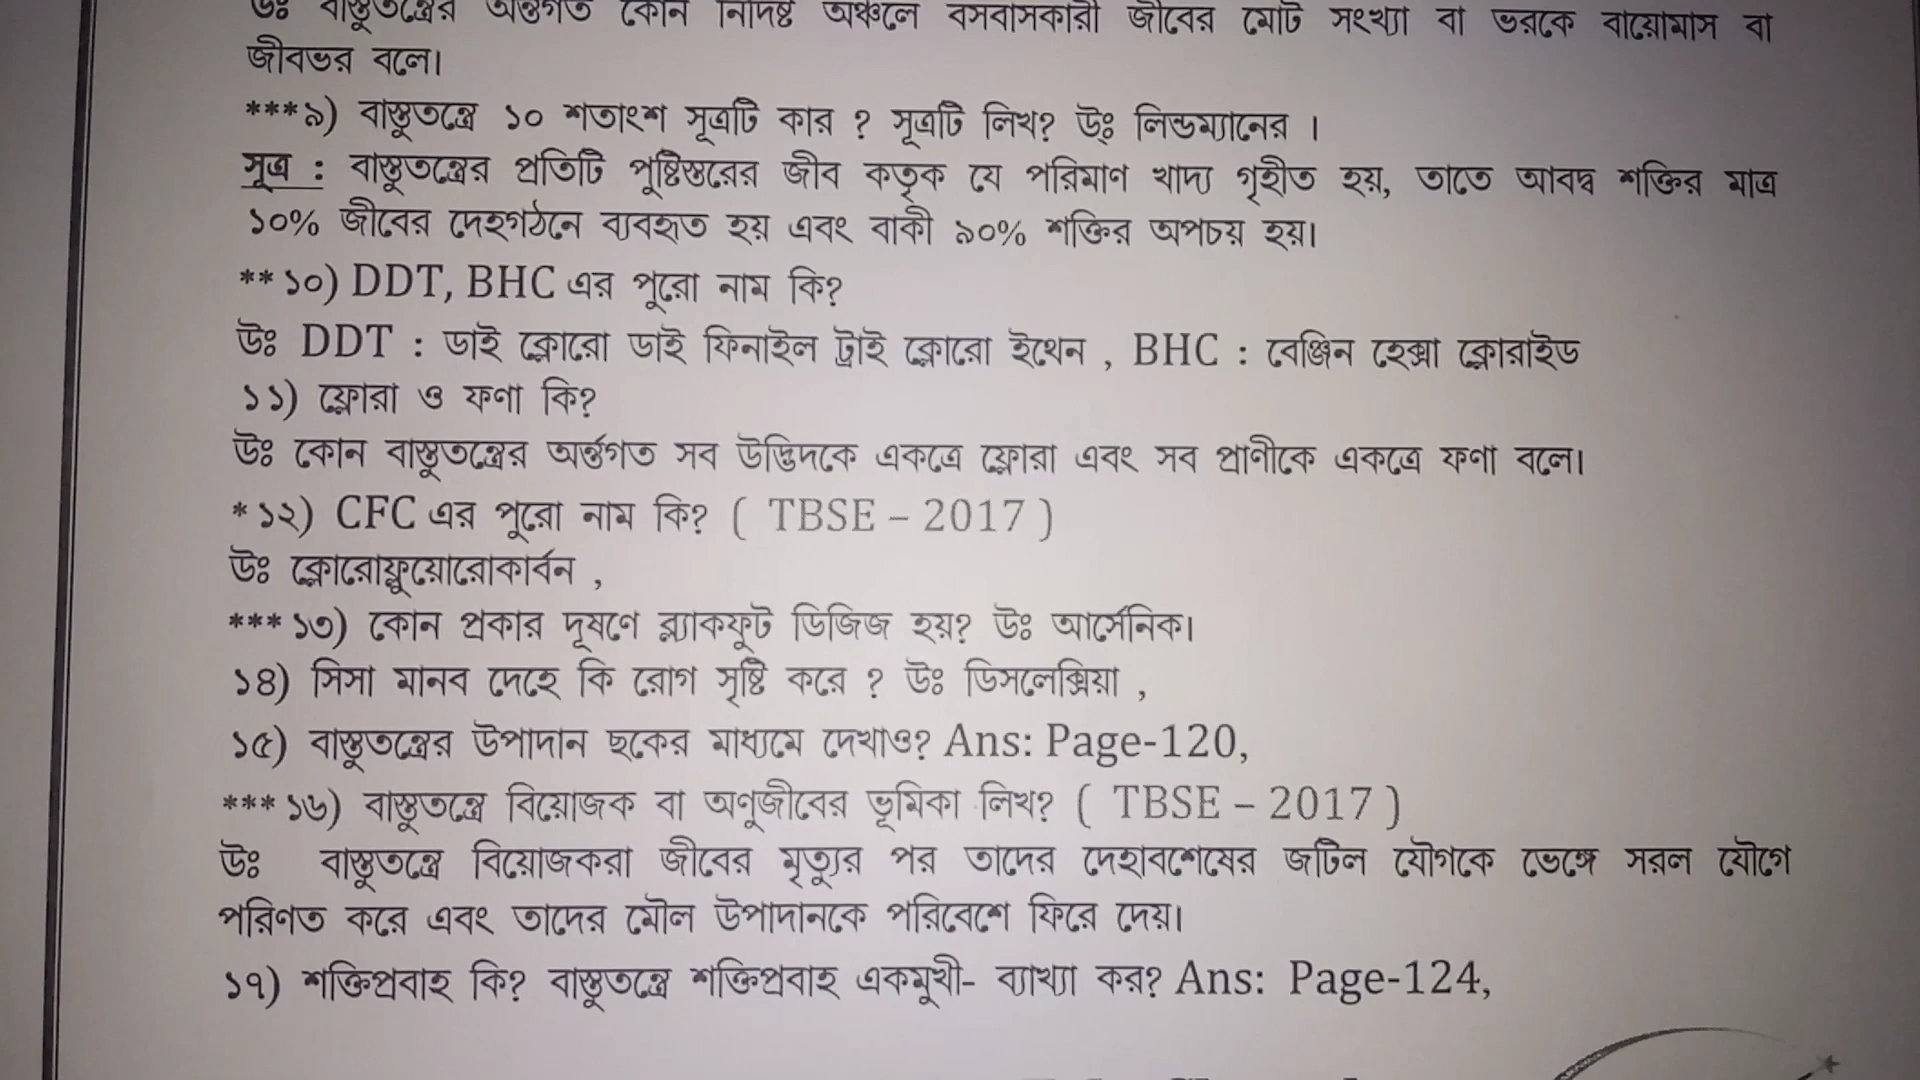 উঃ বাস্তুতন্ত্রের অন্তর্গত কোন নির্দিষ্ট অঞ্চলে বসবাসকারী জীবের মোট সংখ্যা বা ভরকে বায়োমাস বা
জীবভর বলে।
***৯) বাস্তুতন্ত্রে ১০ শতাংশ সূত্রটি কার ? সূত্রটি লিখ? উ্ঃ লিন্ডম্যানের ।
সূত্র : বাস্তুতন্ত্রের প্রতিটি পুষ্টিস্তরের জীব কতৃক যে পরিমাণ খাদ্য গৃহীত হয়, তাতে আবদ্ব শক্তির মাত্র
১০% জীবের দেহগঠনে ব্যবহৃত হয় এবং বাকী ৯০% শক্তির অপচয় হয়।
** ১০) DDT, BHC এর পুরো নাম কি?
উঃ DDT : ডাই ক্লোরো ডাই ফিনাইল ট্রাই ক্লোরো ইথেন , BHC : বেঞ্জিন হেক্সা ক্লোরাইড
১১) ফ্লোরা ও ফণা কি?
উঃ কোন বাস্তুতন্ত্রের অর্ন্তগত সব উদ্ভিদকে একত্রে ফ্লোরা এবং সব প্রাণীকে একত্রে ফণা বলে।
* ১২) CFC এর পুরো নাম কি? ( TBSE – 2017 )
উঃ ক্লোরোফ্লুয়োরোকার্বন ,
*** ১৩) কোন প্রকার দূষণে ব্ল্যাকফুট ডিজিজ হয়? উঃ আর্সেনিক।
১৪) সিসা মানব দেহে কি রোগ সৃষ্টি করে ? উঃ ডিসলেক্সিয়া ,
১৫) বাস্তুতন্ত্রের উপাদান ছকের মাধ্যমে দেখাও? Ans: Page-120,
*** ১৬) বাস্তুতন্ত্রে বিয়োজক বা অণুজীবের ভূমিকা লিখ? ( TBSE – 2017 )
উঃ বাস্তুতন্ত্রে বিয়োজকরা জীবের মৃত্যুর পর তাদের দেহাবশেষের জটিল যৌগকে ভেঙ্গে সরল যৌগে
পরিণত করে এবং তাদের মৌল উপাদানকে পরিবেশে ফিরে দেয়।
১৭) শক্তিপ্রবাহ কি? বাস্তুতন্ত্রে শক্তিপ্রবাহ একমুখী- ব্যাখ্যা কর? Ans: Page-124,